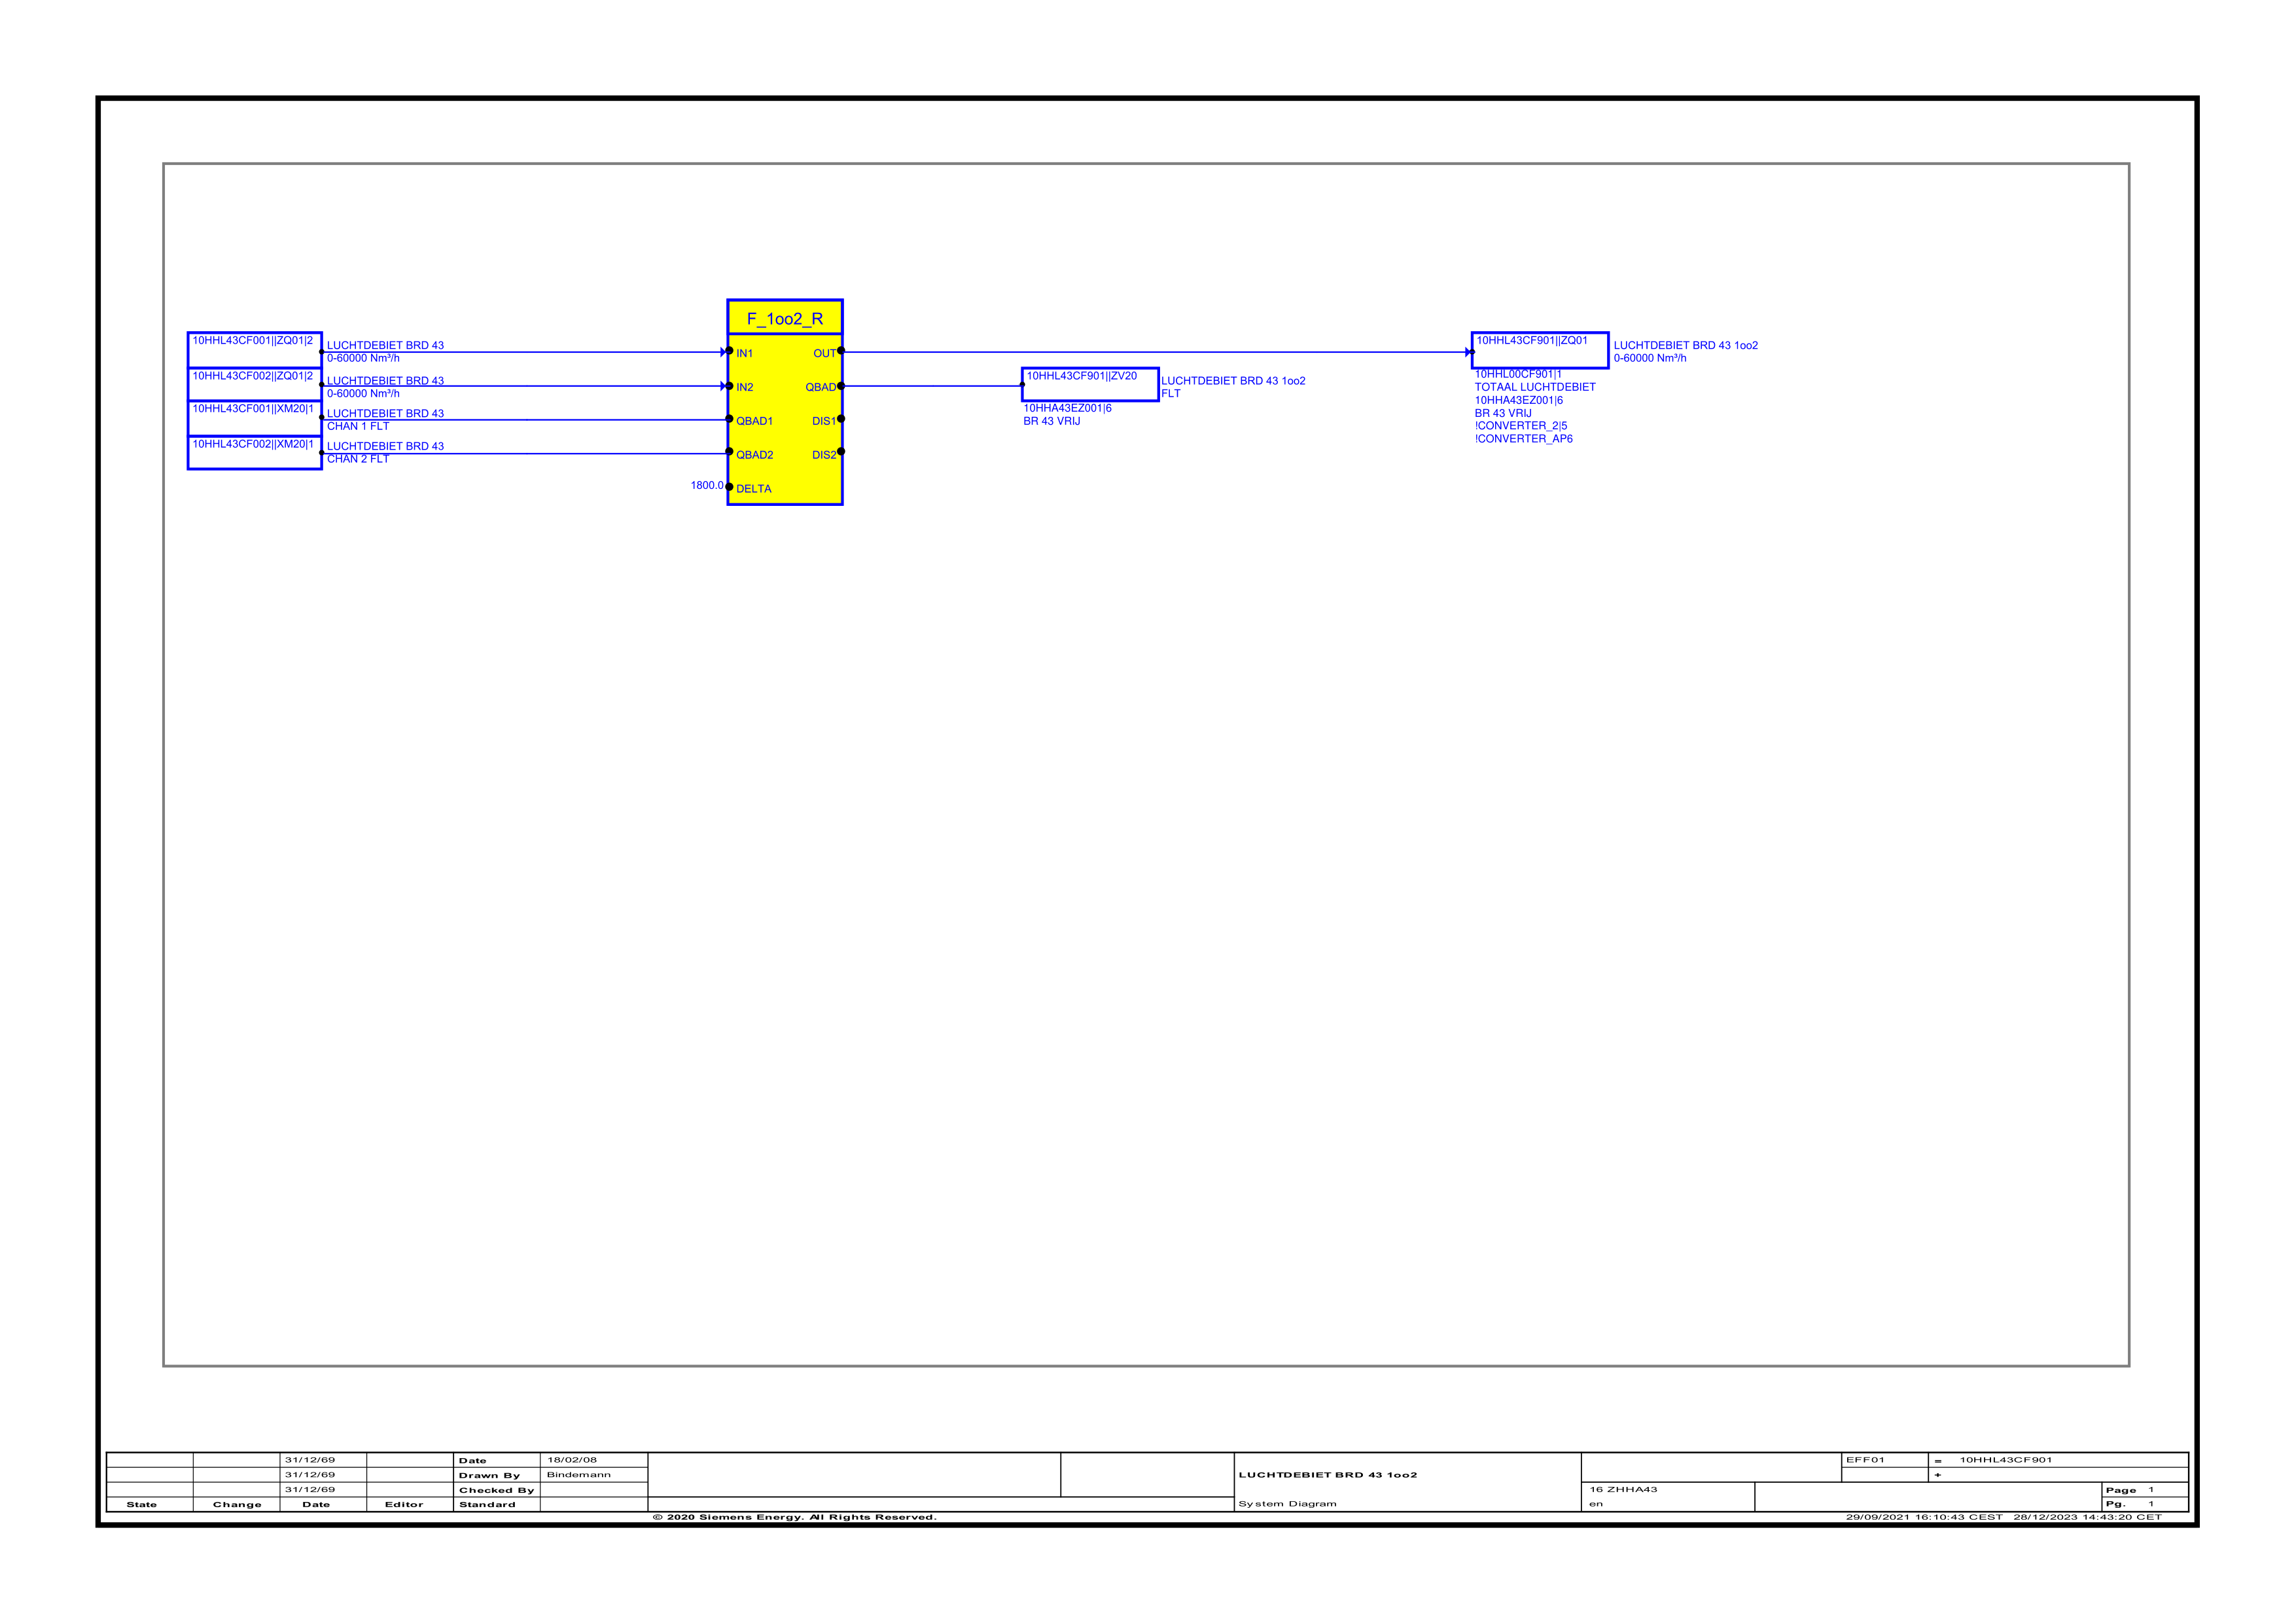 F_1oo2_R
10HHL43CF001||ZQ01|2
LUCHTDEBIET BRD 43
0-60000 Nm³/h
IN1
OUT
10HHL43CF901||ZQ01
LUCHTDEBIET BRD 43 1oo2
0-60000 Nm³/h
10HHL43CF002||ZQ01|2
LUCHTDEBIET BRD 43
0-60000 Nm³/h
IN2
QBAD
10HHL43CF901||ZV20
LUCHTDEBIET BRD 43 1oo2
FLT
10HHA43EZ001|6
BR 43 VRIJ
10HHL00CF901|1
TOTAAL LUCHTDEBIET
10HHA43EZ001|6
BR 43 VRIJ
!CONVERTER_2|5
!CONVERTER_AP6
10HHL43CF001||XM20|1
LUCHTDEBIET BRD 43
CHAN 1 FLT
QBAD1
DIS1
10HHL43CF002||XM20|1
LUCHTDEBIET BRD 43
CHAN 2 FLT
QBAD2
DIS2
1800.0
DELTA
31/12/69
Date
18/02/08
31/12/69
Drawn By
Bindemann
31/12/69
Checked By
State
Change
Date
Editor
Standard
LUCHTDEBIET BRD 43 1oo2
System Diagram
16 ZHHA43
en
EFF01
= 10HHL43CF901
+
Page 1
Pg. 1
© 2020 Siemens Energy. All Rights Reserved.
29/09/2021 16:10:43 CEST 28/12/2023 14:43:20 CET